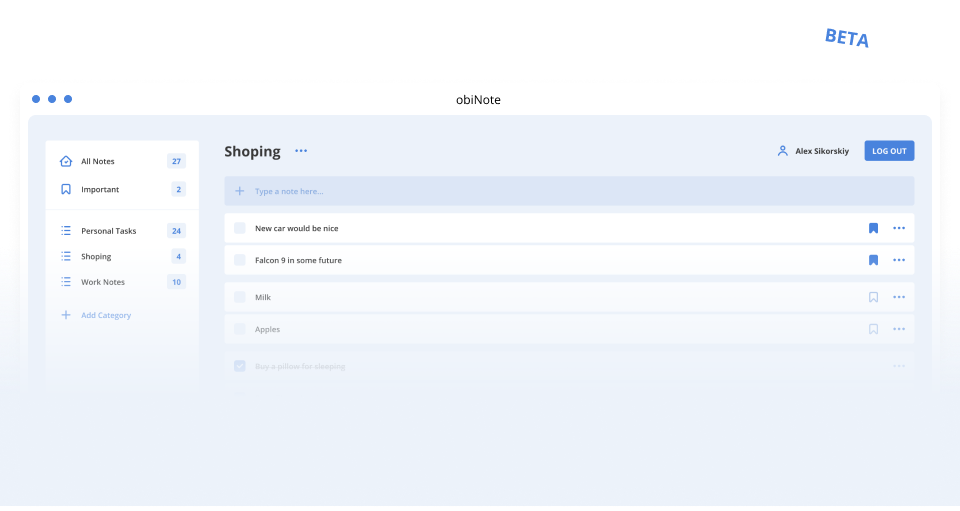 BETA
obiNote
All Notes 27
Important 2
Personal Tasks 24
Shoping 4
Work Notes 10
Add Category
Shoping
Alex Sikorskiy
LOG OUT
Type a note here...
New car would be nice
Falcon 9 in some future
Milk
Apples
Buy a pillow for sleeping